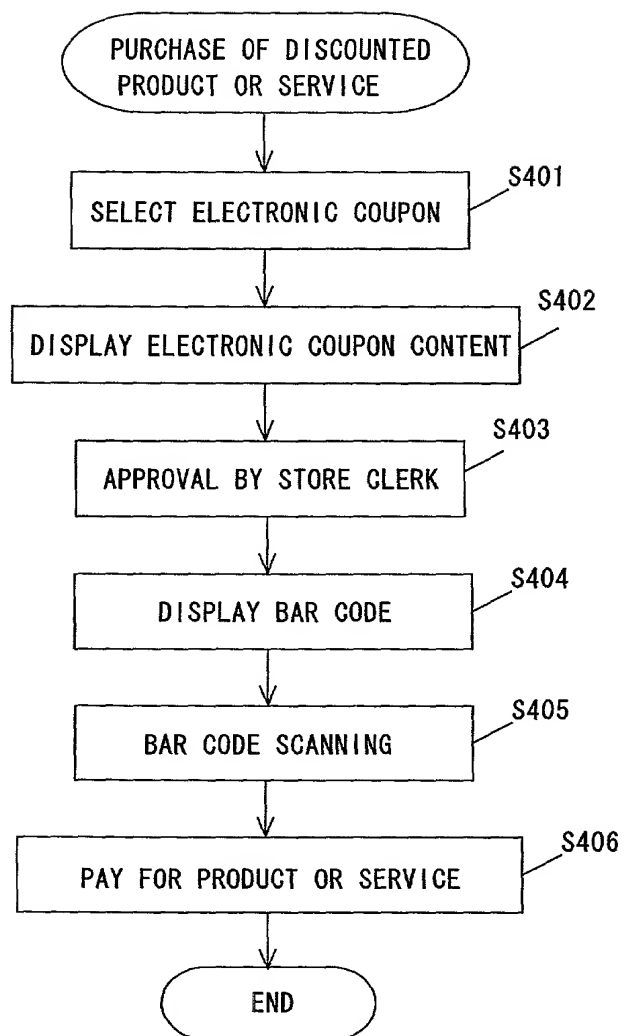 PURCHASE OF DISCOUNTED
PRODUCT OR SERVICE
S401
SELECT ELECTRONIC COUPON
S402
DISPLAY ELECTRONIC COUPON CONTENT
S403
APPROVAL BY STORE CLERK
S404
DISPLAY BAR CODE
S405
BAR CODE SCANNING
S406
PAY FOR PRODUCT OR SERVICE
END